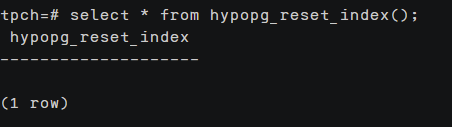 tpch=# select * from hypopg_reset_index();
 hypopg_reset_index
--------------------
(1 row)